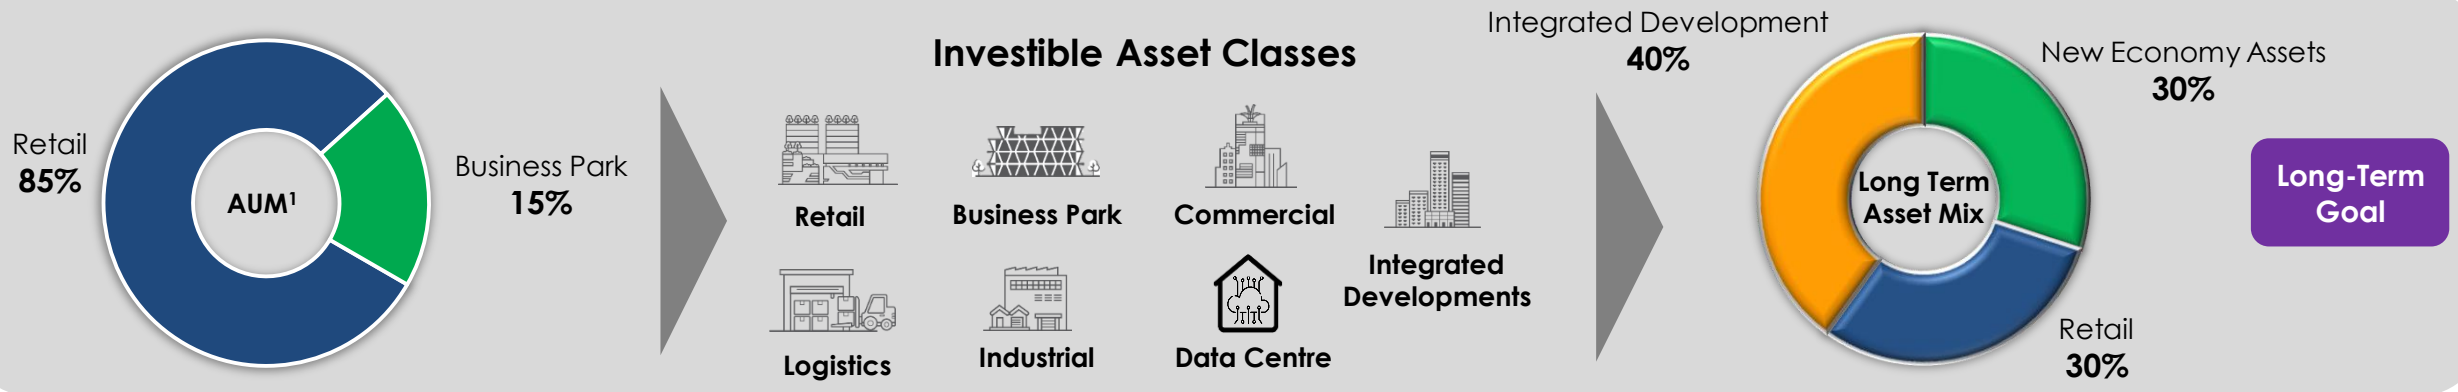 Retail
85%
AUM¹
Business Park
15%
Investible Asset Classes
Retail
Business Park
Commercial
Integrated
Developments
Logistics
Industrial
Data Centre
Integrated Development
40%
New Economy Assets
30%
Long Term
Asset Mix
Retail
30%
Long-Term
Goal